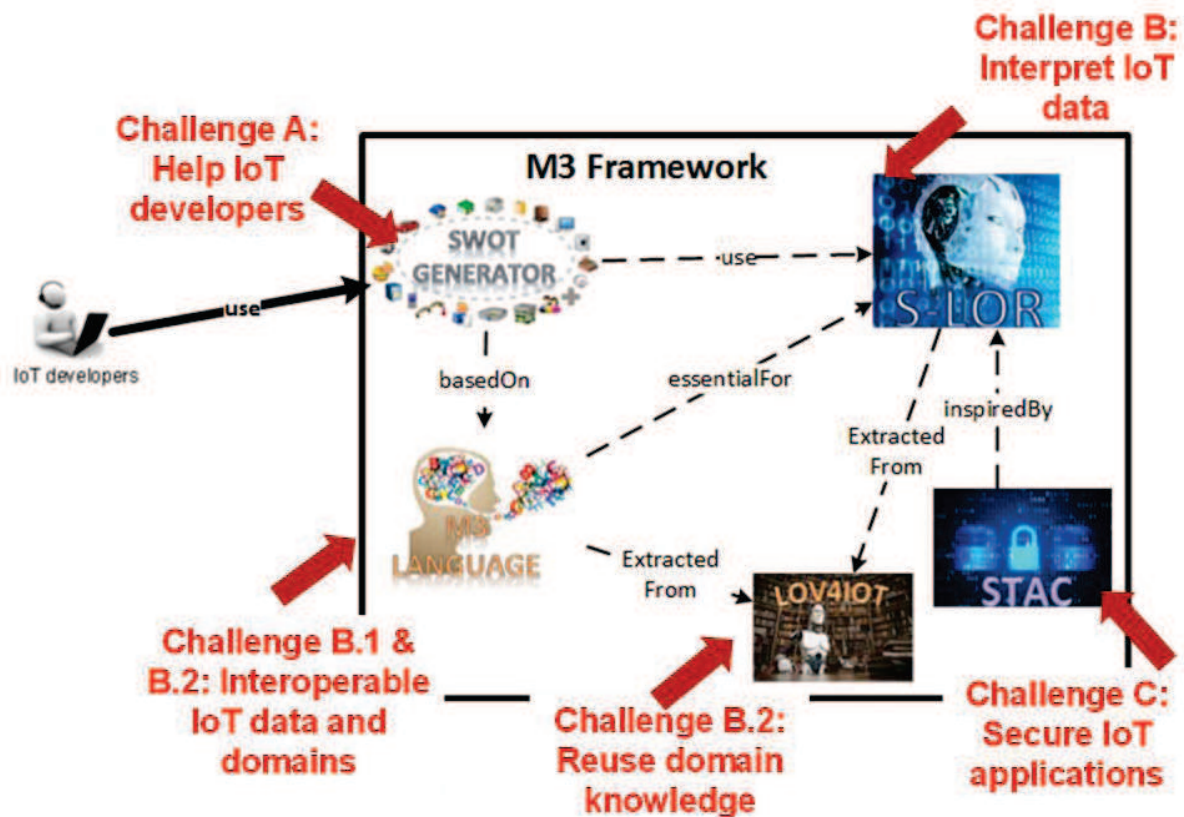 Challenge B:
Interpret IoT
data
Challenge A:
Help IoT
developers
M3 Framework
SWOT
GENERATOR
use
S-LOR
use
IoT developers
basedOn
essentialFor
inspiredBy
Extracted
From
M3
LANGUAGE
Extracted
From
LOV4IOT
STAC
Challenge B.1 &
B.2: Interoperable
IoT data and
domains
Challenge B.2:
Reuse domain
knowledge
Challenge C:
Secure IoT
applications